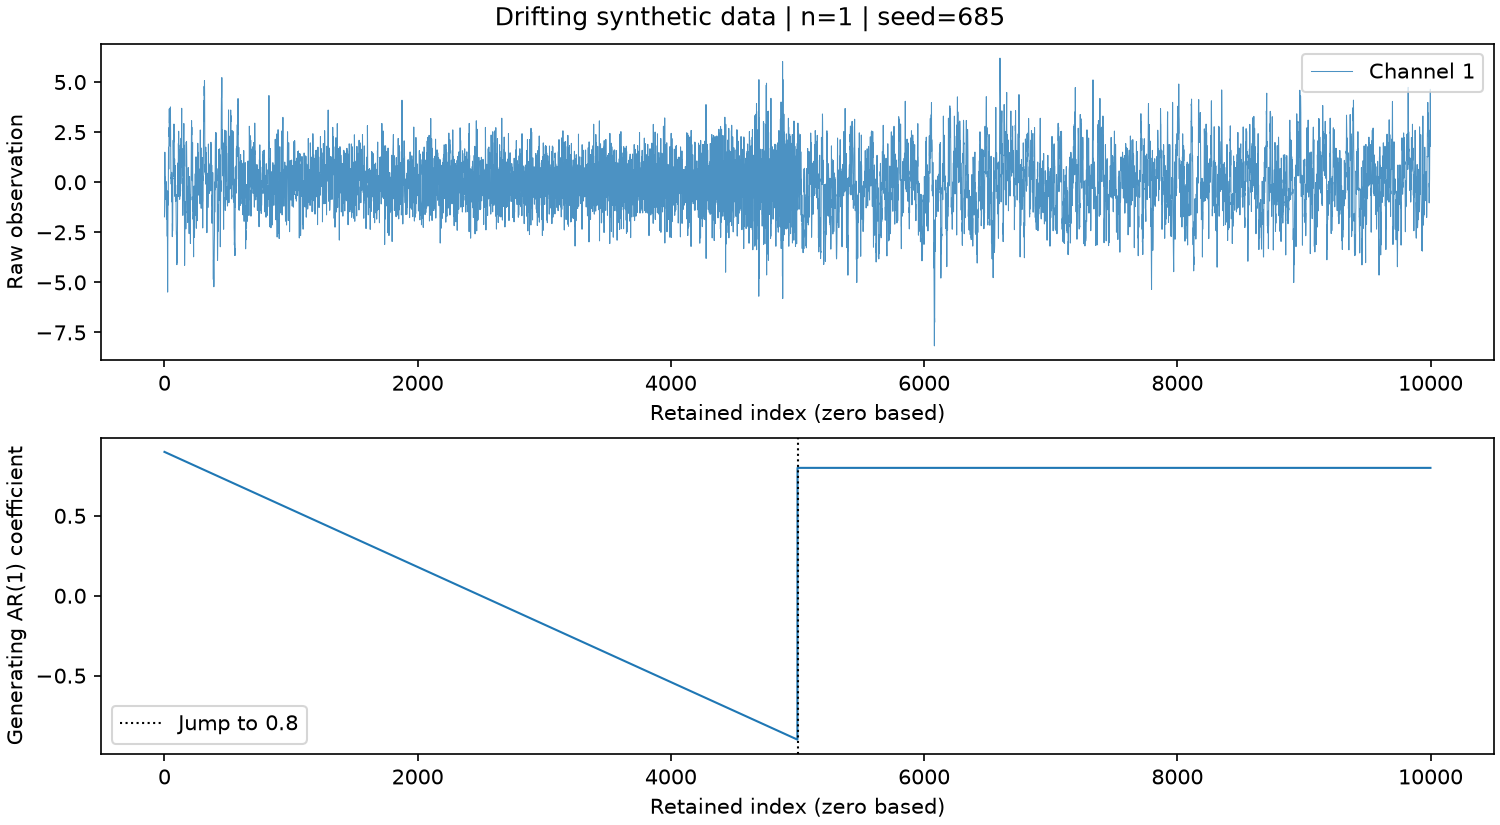 Drifting synthetic data | n=1 | seed=685
Raw observation
5.0
2.5
0.0
−2.5
−5.0
−7.5
Channel 1
0 2000 4000 6000 8000 10000
Retained index (zero based)
Generating AR(1) coefficient
0.5
0.0
−0.5
Jump to 0.8
0 2000 4000 6000 8000 10000
Retained index (zero based)